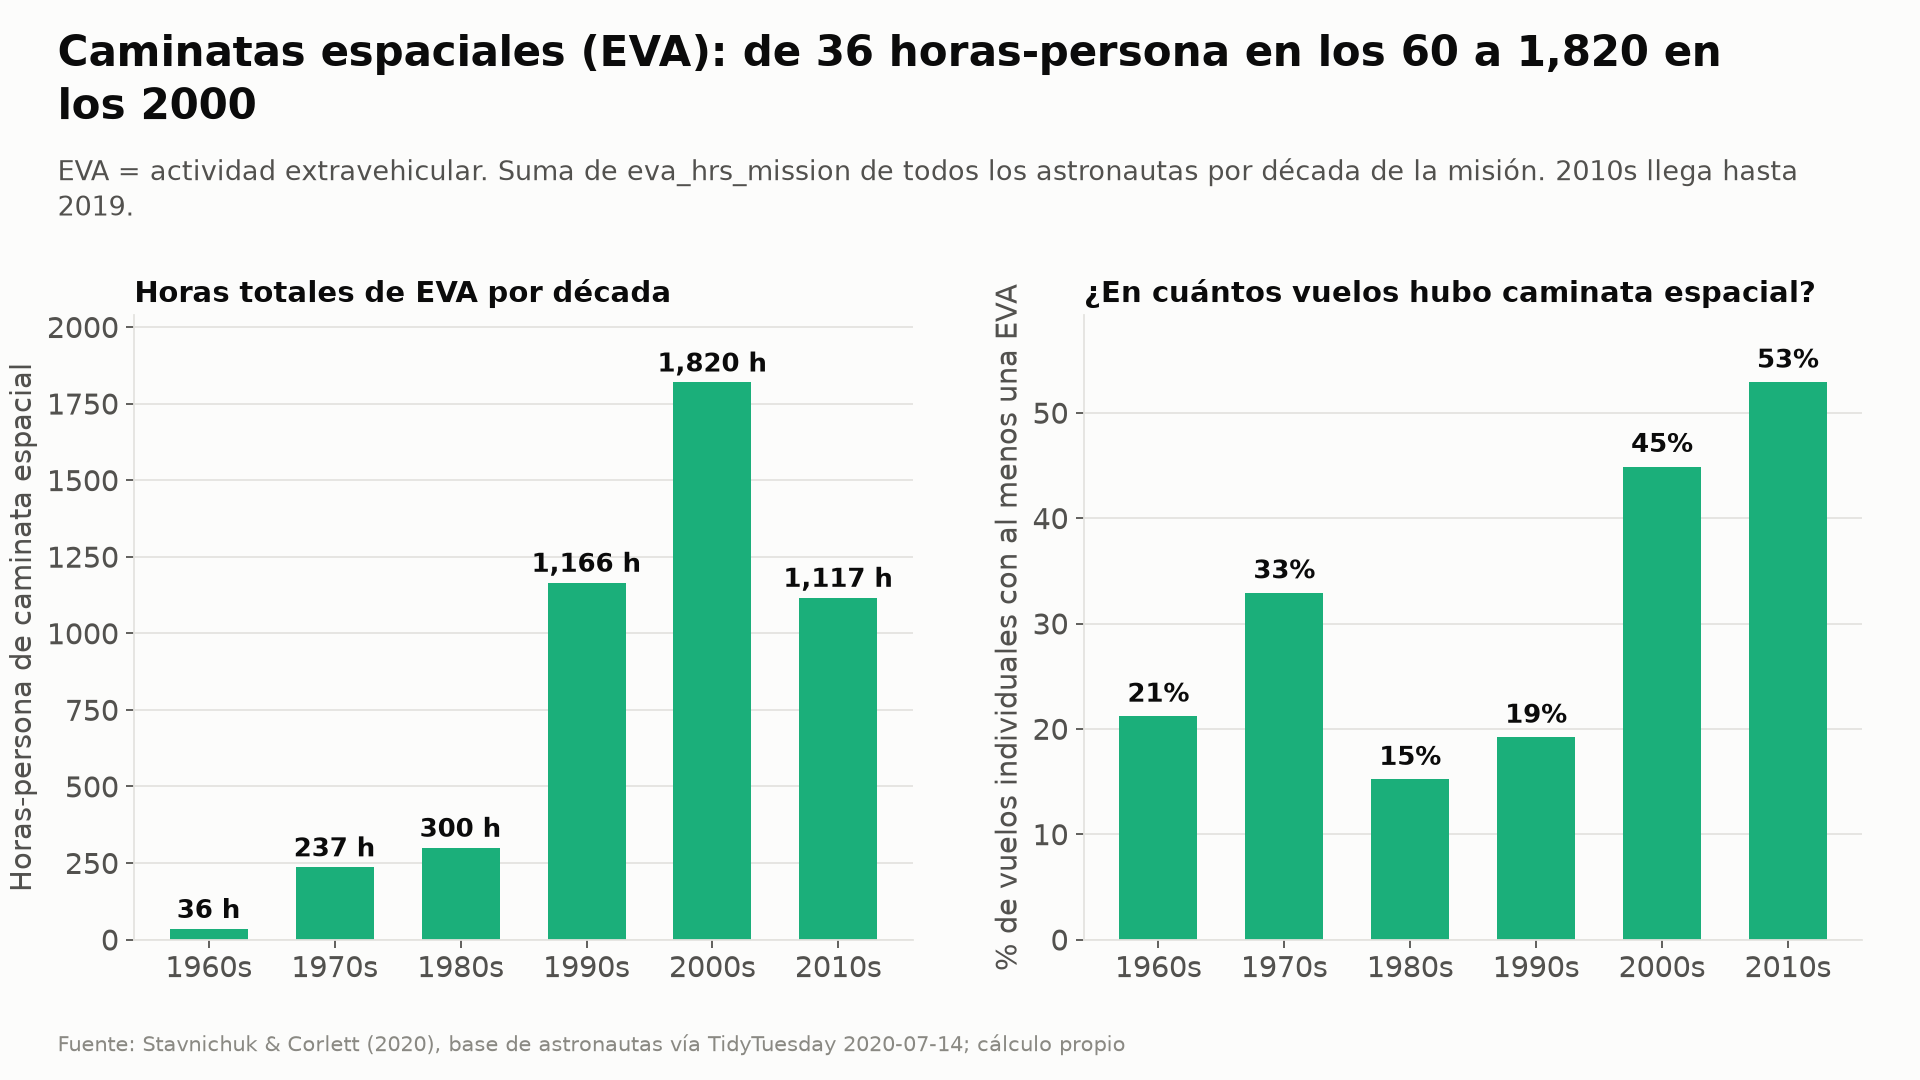 Caminatas espaciales (EVA): de 36 horas-persona en los 60 a 1,820 en
los 2000
EVA = actividad extravehicular. Suma de eva_hrs_mission de todos los astronautas por década de la misión. 2010s llega hasta
2019.
Horas totales de EVA por década
Horas-persona de caminata espacial
2000
1750
1500
1250
1000
750
500
250
0
36 h
237 h
300 h
1,166 h
1,820 h
1,117 h
1960s
1970s
1980s
1990s
2000s
2010s
¿En cuántos vuelos hubo caminata espacial?
% de vuelos individuales con al menos una EVA
50
40
30
20
10
0
21%
33%
15%
19%
45%
53%
1960s
1970s
1980s
1990s
2000s
2010s
Fuente: Stavnichuk & Corlett (2020), base de astronautas vía TidyTuesday 2020-07-14; cálculo propio